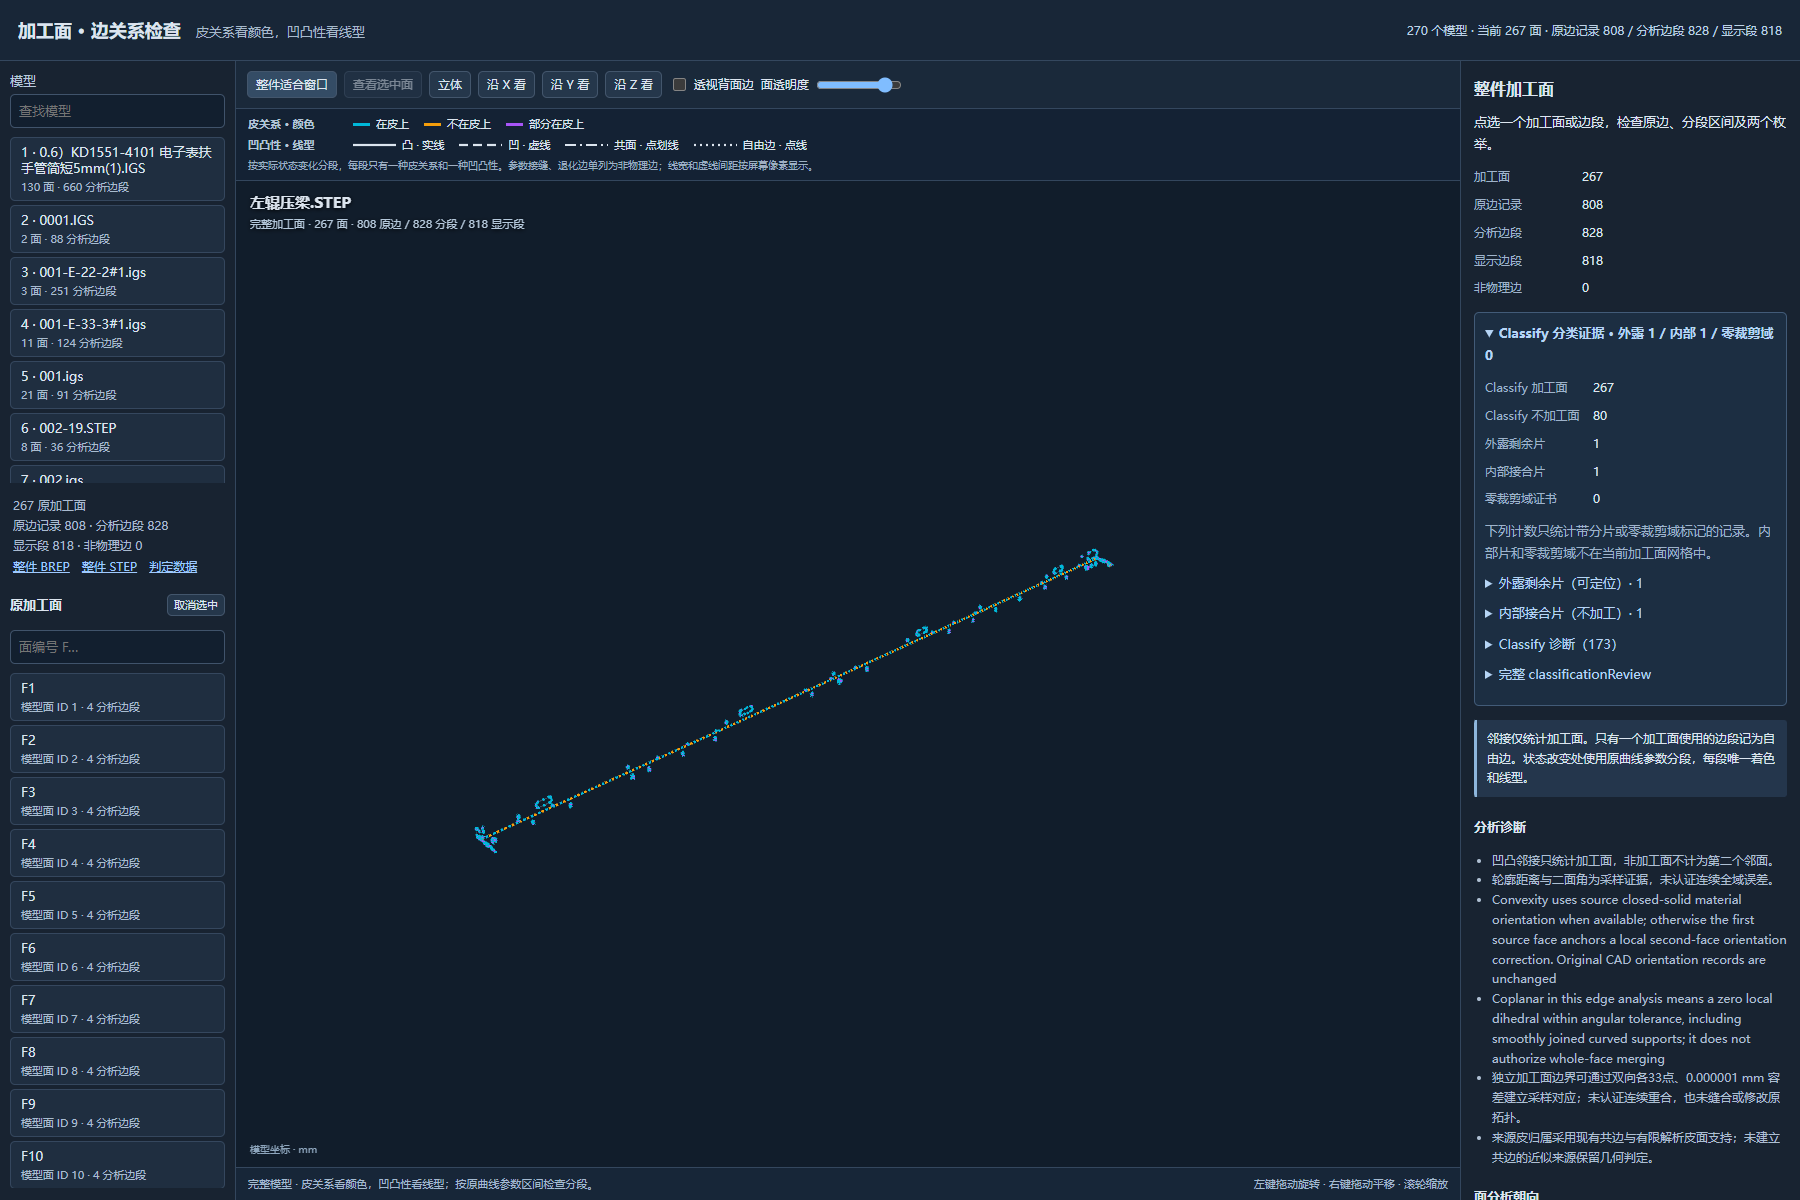 加工面 • 边关系检查
皮关系看颜色，凹凸性看线型
270 个模型 · 当前 267 面 · 原边记录 808 / 分析边段 828 / 显示段 818
模型
查找模型
1 · 0.6）KD1551-4101 电子表扶
手管简短5mm(1).IGS
130 面 · 660 分析边段
2 · 0001.IGS
2 面 · 88 分析边段
3 · 001-E-22-2#1.igs
3 面 · 251 分析边段
4 · 001-E-33-3#1.igs
11 面 · 124 分析边段
5 · 001.igs
21 面 · 91 分析边段
6 · 002-19.STEP
8 面 · 36 分析边段
7 · 002.igs
267 原加工面
原边记录 808 · 分析边段 828
显示段 818 · 非物理边 0
整件 BREP
整件 STEP
判定数据
原加工面
取消选中
面编号 F...
F1
模型面 ID 1 · 4 分析边段
F2
模型面 ID 2 · 4 分析边段
F3
模型面 ID 3 · 4 分析边段
F4
模型面 ID 4 · 4 分析边段
F5
模型面 ID 5 · 4 分析边段
F6
模型面 ID 6 · 4 分析边段
F7
模型面 ID 7 · 4 分析边段
F8
模型面 ID 8 · 4 分析边段
F9
模型面 ID 9 · 4 分析边段
F10
模型面 ID 10 · 4 分析边段
整件适合窗口
查看选中面
立体
沿 X 看
沿 Y 看
沿 Z 看
透视背面边
面透明度
皮关系 • 颜色
在皮上
不在皮上
部分在皮上
凹凸性 • 线型
凸 · 实线
凹 · 虚线
共面 · 点划线
自由边 · 点线
按实际状态变化分段，每段只有一种皮关系和一种凹凸性。参数接缝、退化边单列为非物理边；线宽和虚线间距按屏幕像素显示。
左辊压梁.STEP
完整加工面 · 267 面 · 808 原边 / 828 分段 / 818 显示段
模型坐标 · mm
完整模型 · 皮关系看颜色，凹凸性看线型；按原曲线参数区间检查分段。
左键拖动旋转 · 右键拖动平移 · 滚轮缩放
整件加工面
点选一个加工面或边段，检查原边、分段区间及两个枚
举。
加工面 267
原边记录 808
分析边段 828
显示边段 818
非物理边 0
▼ Classify 分类证据 • 外露 1 / 内部 1 / 零裁剪域
0
Classify 加工面 267
Classify 不加工面 80
外露剩余片 1
内部接合片 1
零裁剪域证书 0
下列计数只统计带分片或零裁剪域标记的记录。内
部片和零裁剪域不在当前加工面网格中。
▶ 外露剩余片（可定位）· 1
▶ 内部接合片（不加工）· 1
▶ Classify 诊断（173）
▶ 完整 classificationReview
邻接仅统计加工面。只有一个加工面使用的边段记为自
由边。状态改变处使用原曲线参数分段，每段唯一着色
和线型。
分析诊断
• 凹凸邻接只统计加工面，非加工面不计为第二个邻面。
• 轮廓距离与二面角为采样证据，未认证连续全域误差。
• Convexity uses source closed-solid material
orientation when available; otherwise the first
source face anchors a local second-face orientation
correction. Original CAD orientation records are
unchanged
• Coplanar in this edge analysis means a zero local
dihedral within angular tolerance, including
smoothly joined curved supports; it does not
authorize whole-face merging
• 独立加工面边界可通过双向各33点、0.000001 mm 容
差建立采样对应；未认证连续重合，也未缝合或修改原
拓扑。
• 来源皮归属采用现有共边与有限解析皮面支持；未建立
共边的近似来源保留几何判定。
面分析朝向